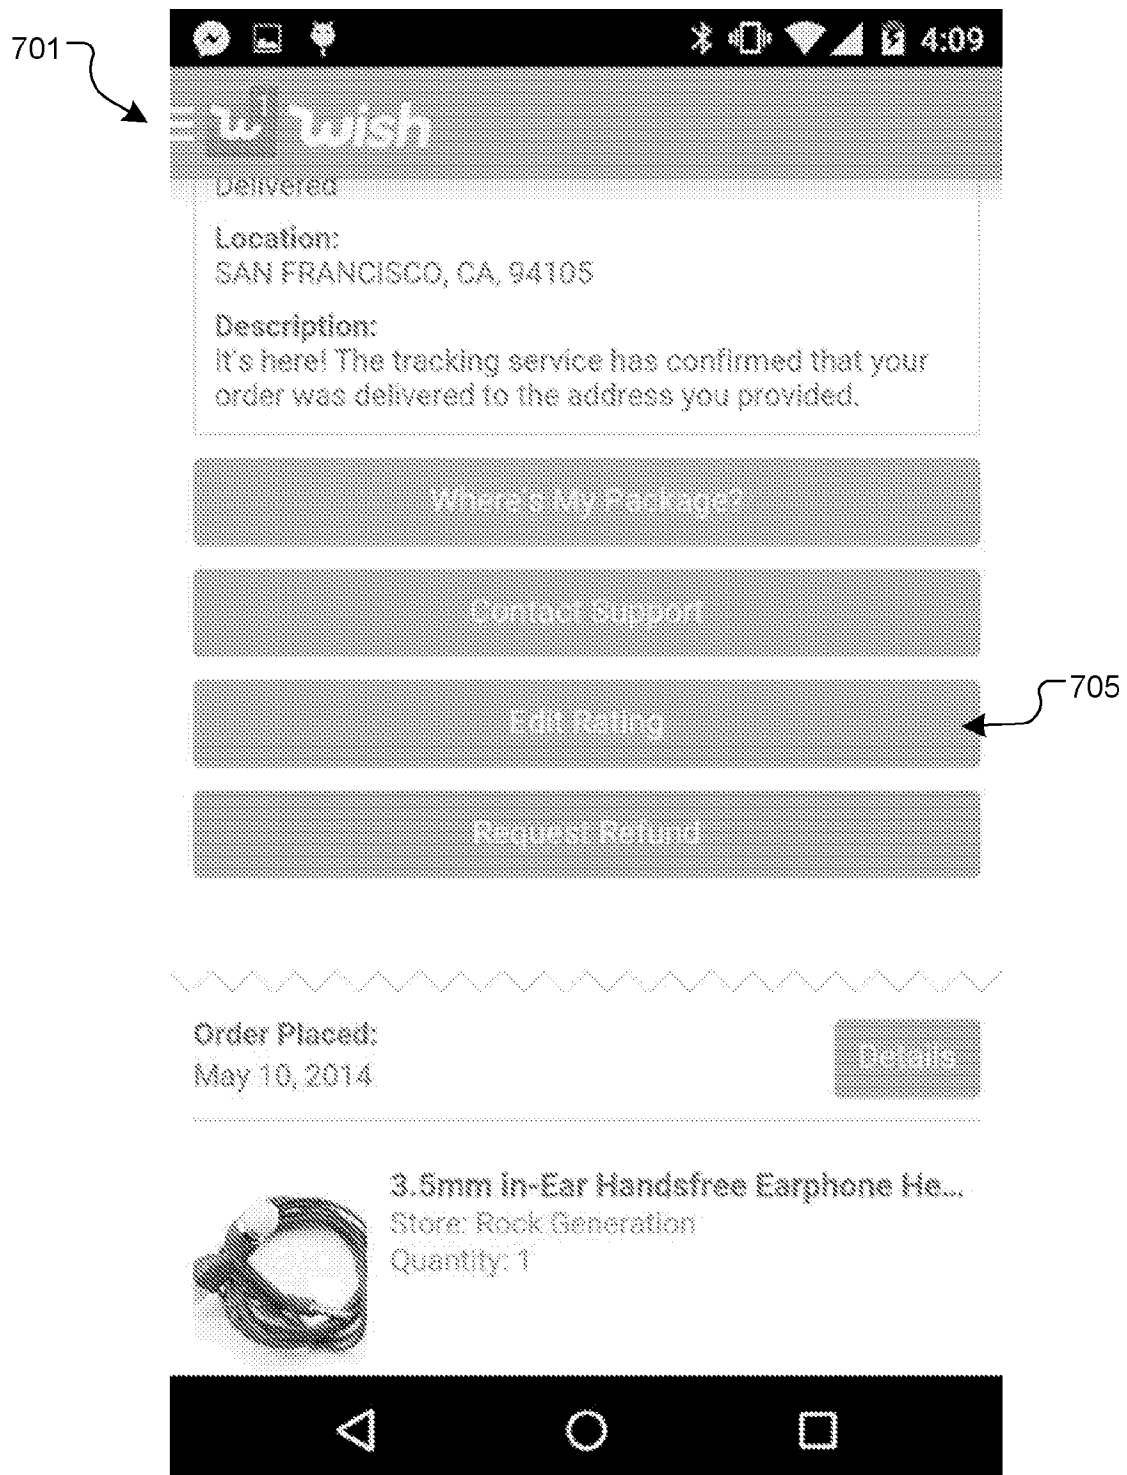 701
4:09
w wish
Delivered
Location:
SAN FRANCISCO, CA, 94105
Description:
It's here! The tracking service has confirmed that your
order was delivered to the address you provided.
Where's My Package?
Contact Support
Edit Rating
705
Request Refund
Order Placed:
May 10, 2014
Details
3.5mm In-Ear Handsfree Earphone He...
Store: Rock Generation
Quantity: 1